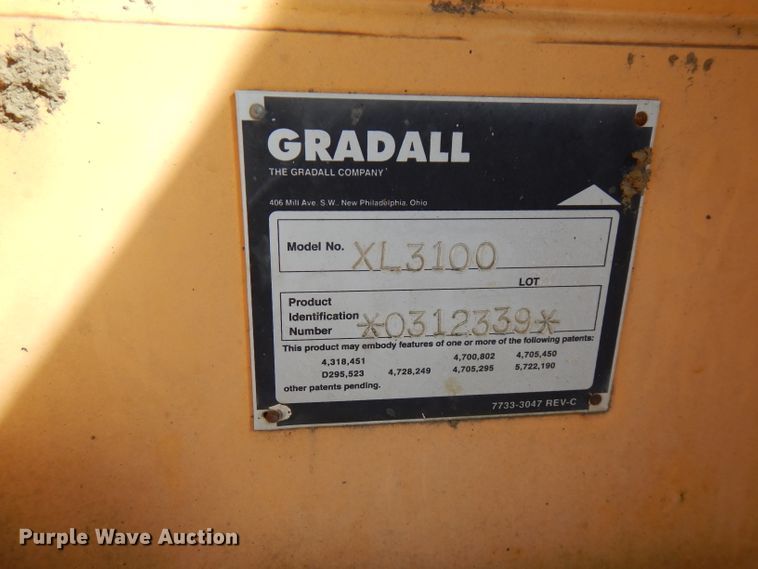 GRADALL
THE GRADALL COMPANY
406 Mill Ave. S.W., New Philadelphia, Ohio
Model No. XL3100
LOT
Product
Identification
Number *0312339*
This product may embody features of one or more of the following patents:
4,318,451 4,700,802 4,705,450
D295,523 4,728,249 4,705,295 5,722,190
other patents pending.
7733-3047 REV-C
Purple Wave Auction®